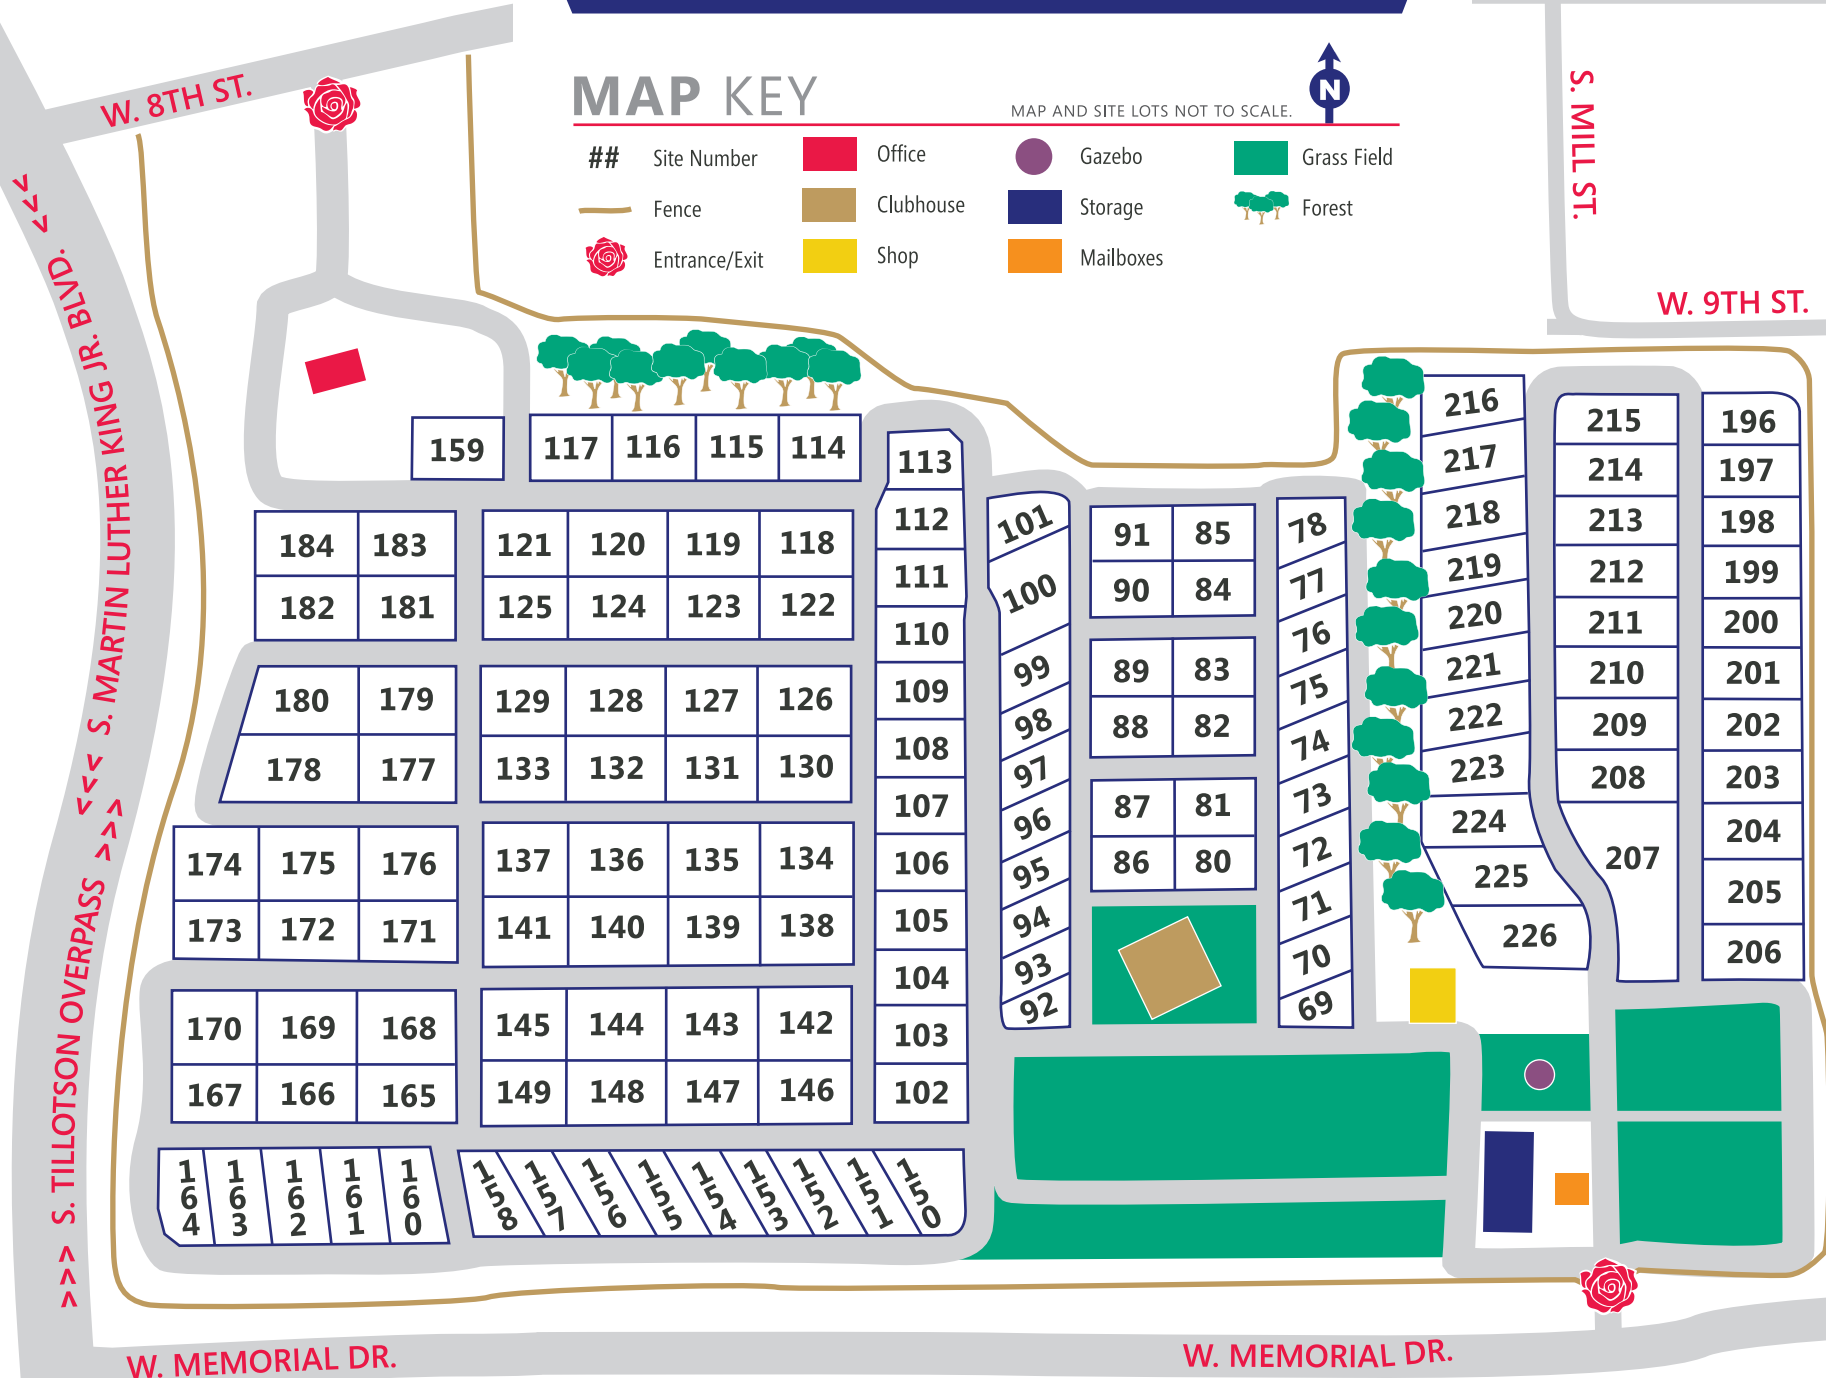 MAP KEY
MAP AND SITE LOTS NOT TO SCALE.
N
## Site Number
Office
Gazebo
Grass Field
Fence
Clubhouse
Storage
Forest
Entrance/Exit
Shop
Mailboxes
W. 8TH ST.
S. MILL ST.
W. 9TH ST.
>>> S. MARTIN LUTHER KING JR. BLVD. >>>
>>> S. TILLOTSON OVERPASS >>>
159
117 116 115 114
184 183
182 181
180 179
178 177
174 175 176
173 172 171
170 169 168
167 166 165
164 163 162 161 160
121 120 119 118
125 124 123 122
129 128 127 126
133 132 131 130
137 136 135 134
141 140 139 138
145 144 143 142
149 148 147 146
158 157 156 155 154 153 152 151 150
113
112
111
110
109
108
107
106
105
104
103
102
101
100
99
98
97
96
95
94
93
92
91 85
90 84
89 83
88 82
87 81
86 80
78
77
76
75
74
73
72
71
70
69
216
217
218
219
220
221
222
223
224
225
226
215
214
213
212
211
210
209
208
207
196
197
198
199
200
201
202
203
204
205
206
W. MEMORIAL DR.
W. MEMORIAL DR.